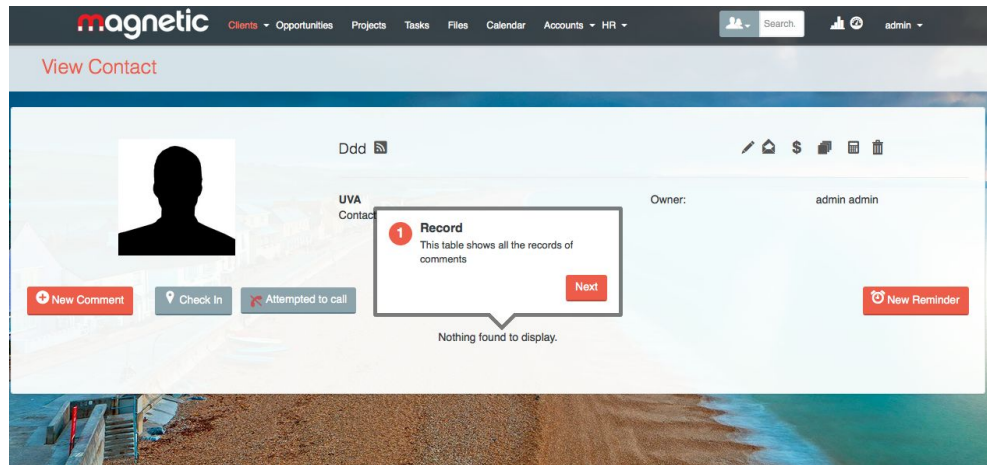 magnetic Clients Opportunities Projects Tasks Files Calendar Accounts HR Search. admin
View Contact
Ddd
UVA Owner: admin admin
Contact
1 Record
This table shows all the records of
comments
Next
New Comment Check In Attempted to call New Reminder
Nothing found to display.